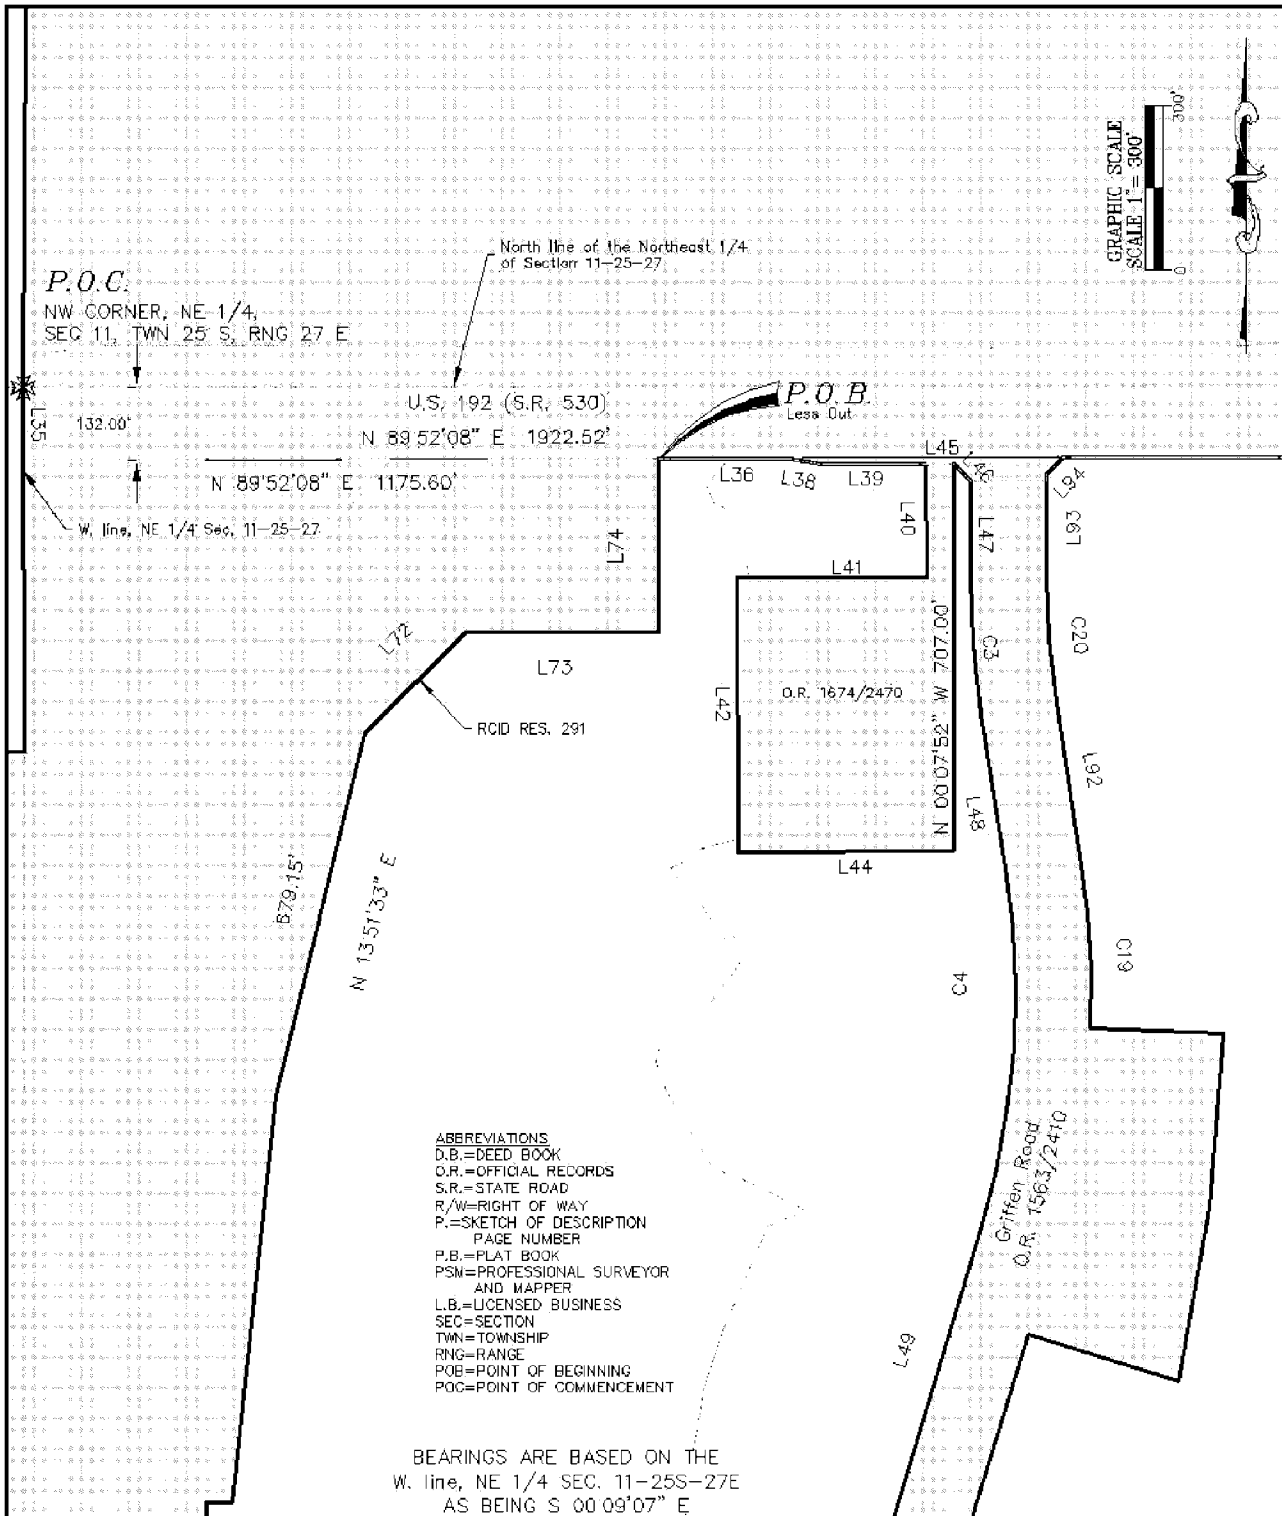 GRAPHIC SCALE
SCALE 1"= 300'
0
300'
North line of the Northeast 1/4
of Section 11-25-27
P.O.C.
NW CORNER, NE 1/4,
SEC 11, TWN 25 S, RNG 27 E
L35
132.00'
U.S. 192 (S.R. 530)
N 89°52'08" E 1922.52'
N 89°52'08" E 1175.60'
W. line, NE 1/4 Sec. 11-25-27
P.O.B.
Less Out
L45
L36
L38
L39
L46
L94
L40
L47
L93
L74
L41
L72
L73
C3
C20
L42
O.R. 1674/2470
N 00°07'52" W 707.00'
RCID RES. 291
L48
L92
L44
879.15'
N 13°51'33" E
C4
C19
ABBREVIATIONS
D.B.=DEED BOOK
O.R.=OFFICIAL RECORDS
S.R.=STATE ROAD
R/W=RIGHT OF WAY
P.=SKETCH OF DESCRIPTION
PAGE NUMBER
P.B.=PLAT BOOK
PSM=PROFESSIONAL SURVEYOR
AND MAPPER
L.B.=LICENSED BUSINESS
SEC=SECTION
TWN=TOWNSHIP
RNG=RANGE
POB=POINT OF BEGINNING
POC=POINT OF COMMENCEMENT
Griffen Road
O.R. 1563/2410
L49
BEARINGS ARE BASED ON THE
W. line, NE 1/4 SEC. 11-25S-27E
AS BEING S 00°09'07" E